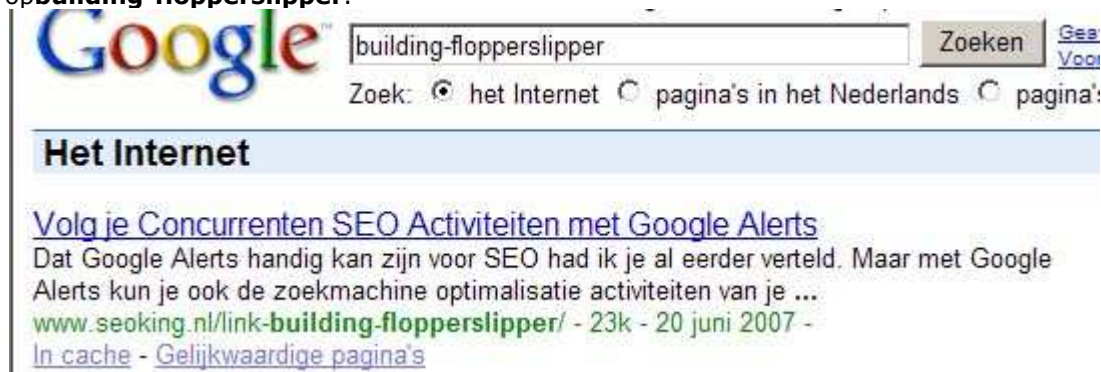 opbuilding-flopperslipper.
Google
building-flopperslipper Zoeken
Zoek: het Internet pagina's in het Nederlands
Het Internet
Volg je Concurrenten SEO Activiteiten met Google Alerts
Dat Google Alerts handig kan zijn voor SEO had ik je al eerder verteld. Maar met Google
Alerts kun je ook de zoekmachine optimalisatie activiteiten van je ...
www.seoking.nl/link-building-flopperslipper/ - 23k - 20 juni 2007 -
In cache - Gelijkwaardige pagina's